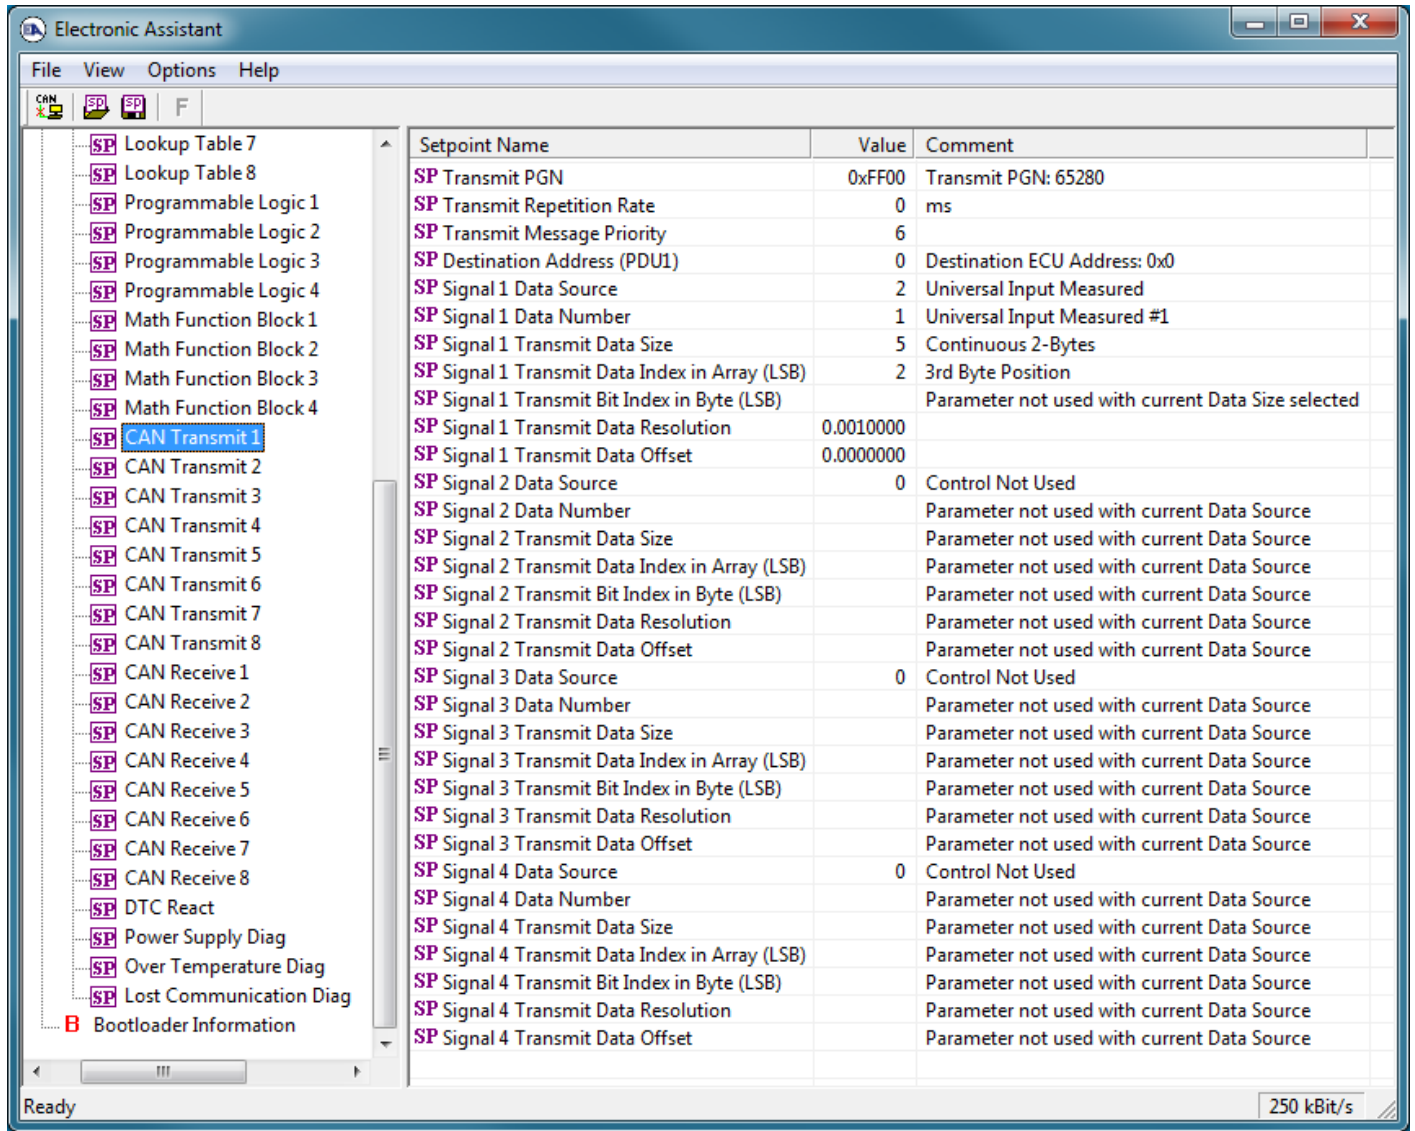 Electronic Assistant
File View Options Help
CAN SP SP F
SP Lookup Table 7
SP Lookup Table 8
SP Programmable Logic 1
SP Programmable Logic 2
SP Programmable Logic 3
SP Programmable Logic 4
SP Math Function Block 1
SP Math Function Block 2
SP Math Function Block 3
SP Math Function Block 4
SP CAN Transmit 1
SP CAN Transmit 2
SP CAN Transmit 3
SP CAN Transmit 4
SP CAN Transmit 5
SP CAN Transmit 6
SP CAN Transmit 7
SP CAN Transmit 8
SP CAN Receive 1
SP CAN Receive 2
SP CAN Receive 3
SP CAN Receive 4
SP CAN Receive 5
SP CAN Receive 6
SP CAN Receive 7
SP CAN Receive 8
SP DTC React
SP Power Supply Diag
SP Over Temperature Diag
SP Lost Communication Diag
B Bootloader Information
Setpoint Name Value Comment
SP Transmit PGN 0xFF00 Transmit PGN: 65280
SP Transmit Repetition Rate 0 ms
SP Transmit Message Priority 6
SP Destination Address (PDU1) 0 Destination ECU Address: 0x0
SP Signal 1 Data Source 2 Universal Input Measured
SP Signal 1 Data Number 1 Universal Input Measured #1
SP Signal 1 Transmit Data Size 5 Continuous 2-Bytes
SP Signal 1 Transmit Data Index in Array (LSB) 2 3rd Byte Position
SP Signal 1 Transmit Bit Index in Byte (LSB) Parameter not used with current Data Size selected
SP Signal 1 Transmit Data Resolution 0.0010000
SP Signal 1 Transmit Data Offset 0.0000000
SP Signal 2 Data Source 0 Control Not Used
SP Signal 2 Data Number Parameter not used with current Data Source
SP Signal 2 Transmit Data Size Parameter not used with current Data Source
SP Signal 2 Transmit Data Index in Array (LSB) Parameter not used with current Data Source
SP Signal 2 Transmit Bit Index in Byte (LSB) Parameter not used with current Data Source
SP Signal 2 Transmit Data Resolution Parameter not used with current Data Source
SP Signal 2 Transmit Data Offset Parameter not used with current Data Source
SP Signal 3 Data Source 0 Control Not Used
SP Signal 3 Data Number Parameter not used with current Data Source
SP Signal 3 Transmit Data Size Parameter not used with current Data Source
SP Signal 3 Transmit Data Index in Array (LSB) Parameter not used with current Data Source
SP Signal 3 Transmit Bit Index in Byte (LSB) Parameter not used with current Data Source
SP Signal 3 Transmit Data Resolution Parameter not used with current Data Source
SP Signal 3 Transmit Data Offset Parameter not used with current Data Source
SP Signal 4 Data Source 0 Control Not Used
SP Signal 4 Data Number Parameter not used with current Data Source
SP Signal 4 Transmit Data Size Parameter not used with current Data Source
SP Signal 4 Transmit Data Index in Array (LSB) Parameter not used with current Data Source
SP Signal 4 Transmit Bit Index in Byte (LSB) Parameter not used with current Data Source
SP Signal 4 Transmit Data Resolution Parameter not used with current Data Source
SP Signal 4 Transmit Data Offset Parameter not used with current Data Source
Ready 250 kBit/s